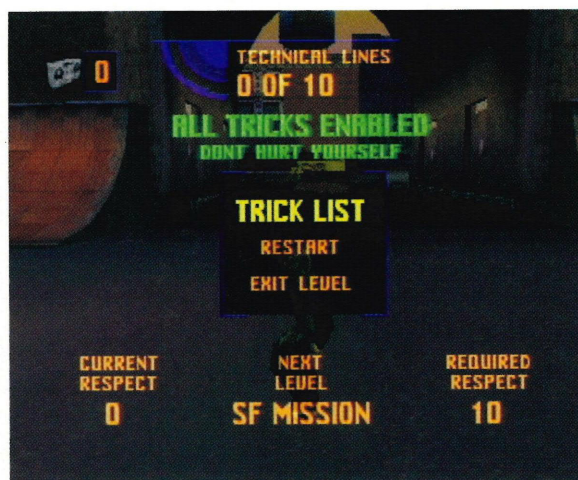 0
TECHNICAL LINES
0 OF 10
ALL TRICKS ENABLED
DONT HURT YOURSELF
TRICK LIST
RESTART
EXIT LEVEL
CURRENT
RESPECT
0
NEXT
LEVEL
SF MISSION
REQUIRED
RESPECT
10